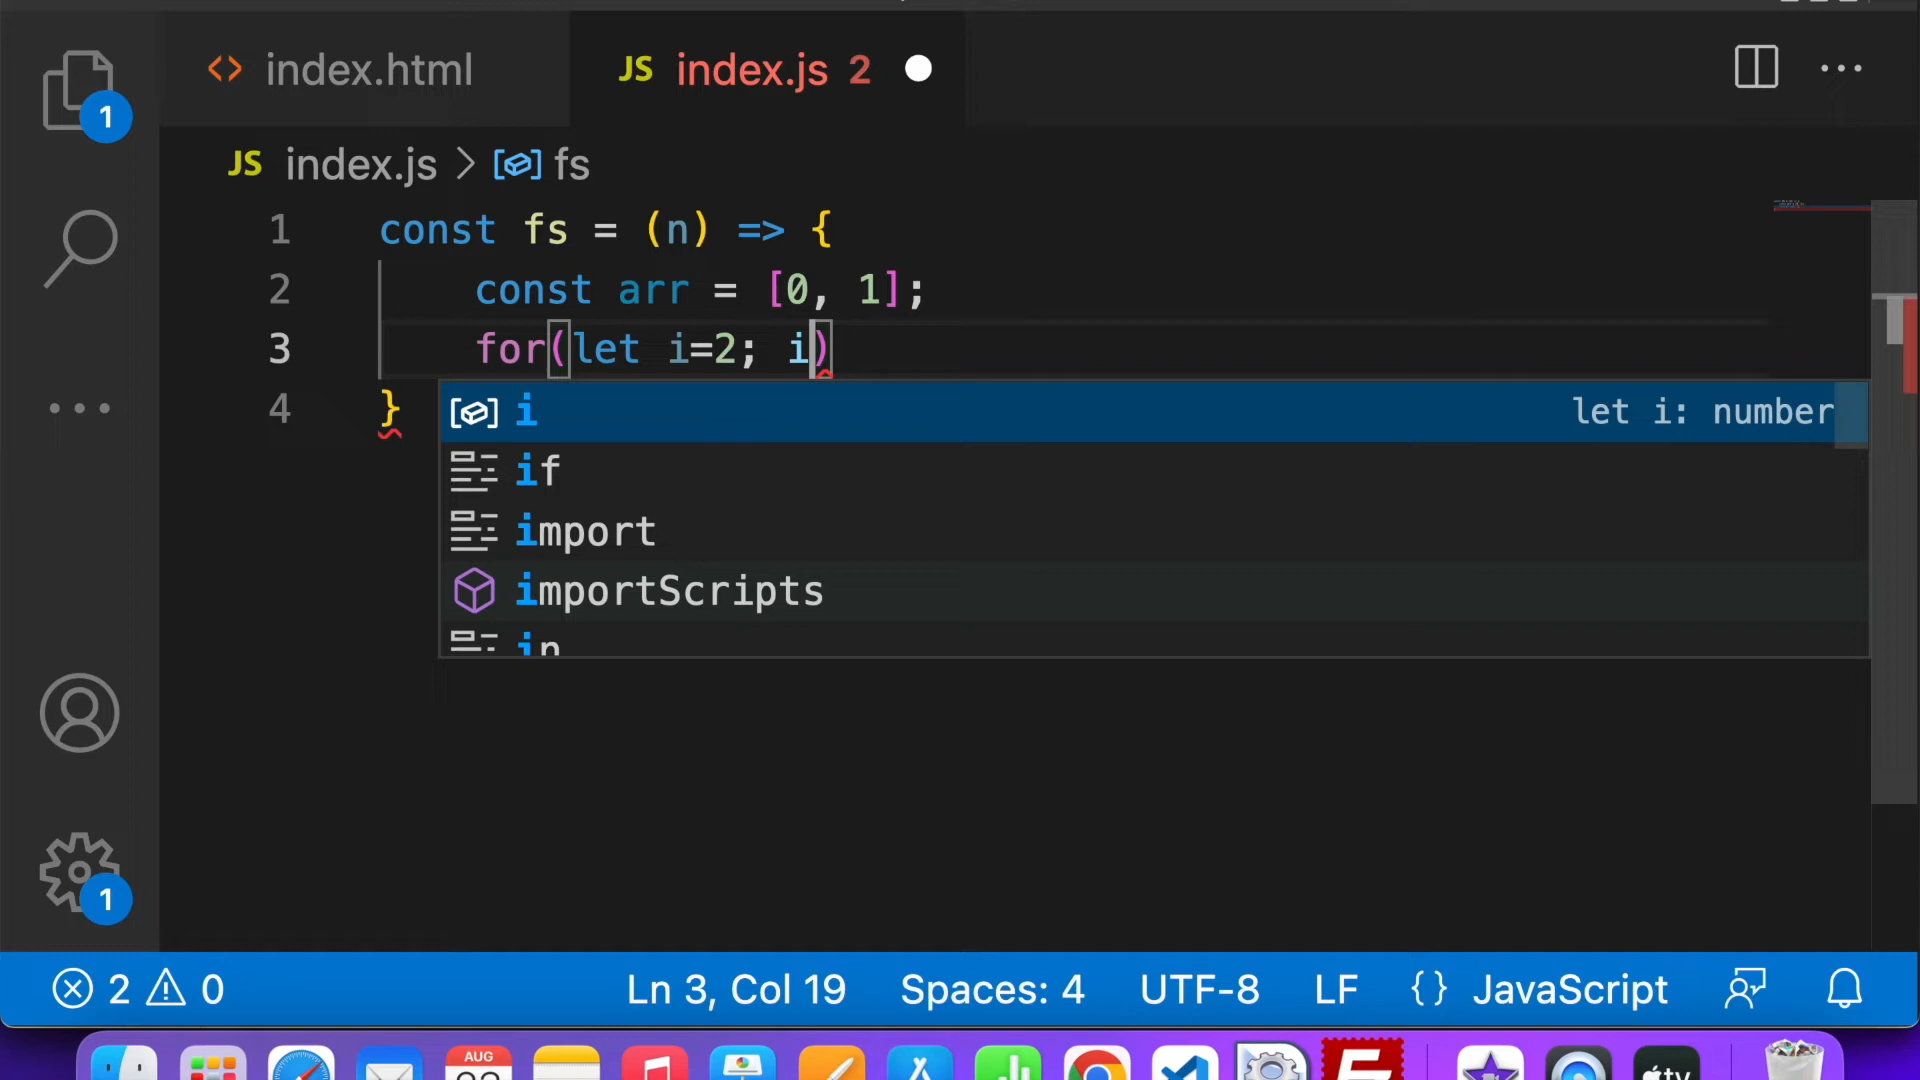 index.html
JS index.js 2
1
JS index.js > fs
1 const fs = (n) => {
2 const arr = [0, 1];
3 for(let i=2; i)
4 }
i let i: number
if
import
importScripts
in
1
2 0 Ln 3, Col 19 Spaces: 4 UTF-8 LF {} JavaScript
AUG
tv